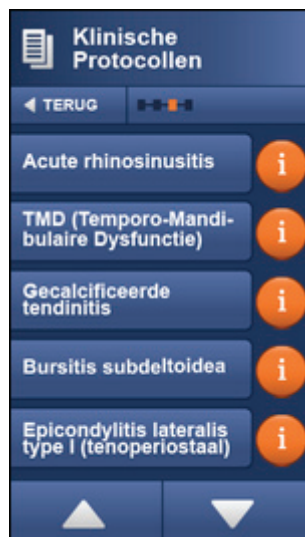 Klinische
Protocollen
TERUG
Acute rhinosinusitis
i
TMD (Temporo-Mandi-
bulaire Dysfunctie)
i
Gecalcificeerde
tendinitis
i
Bursitis subdeltoidea
i
Epicondylitis lateralis
type I (tenoperiostaal)
i